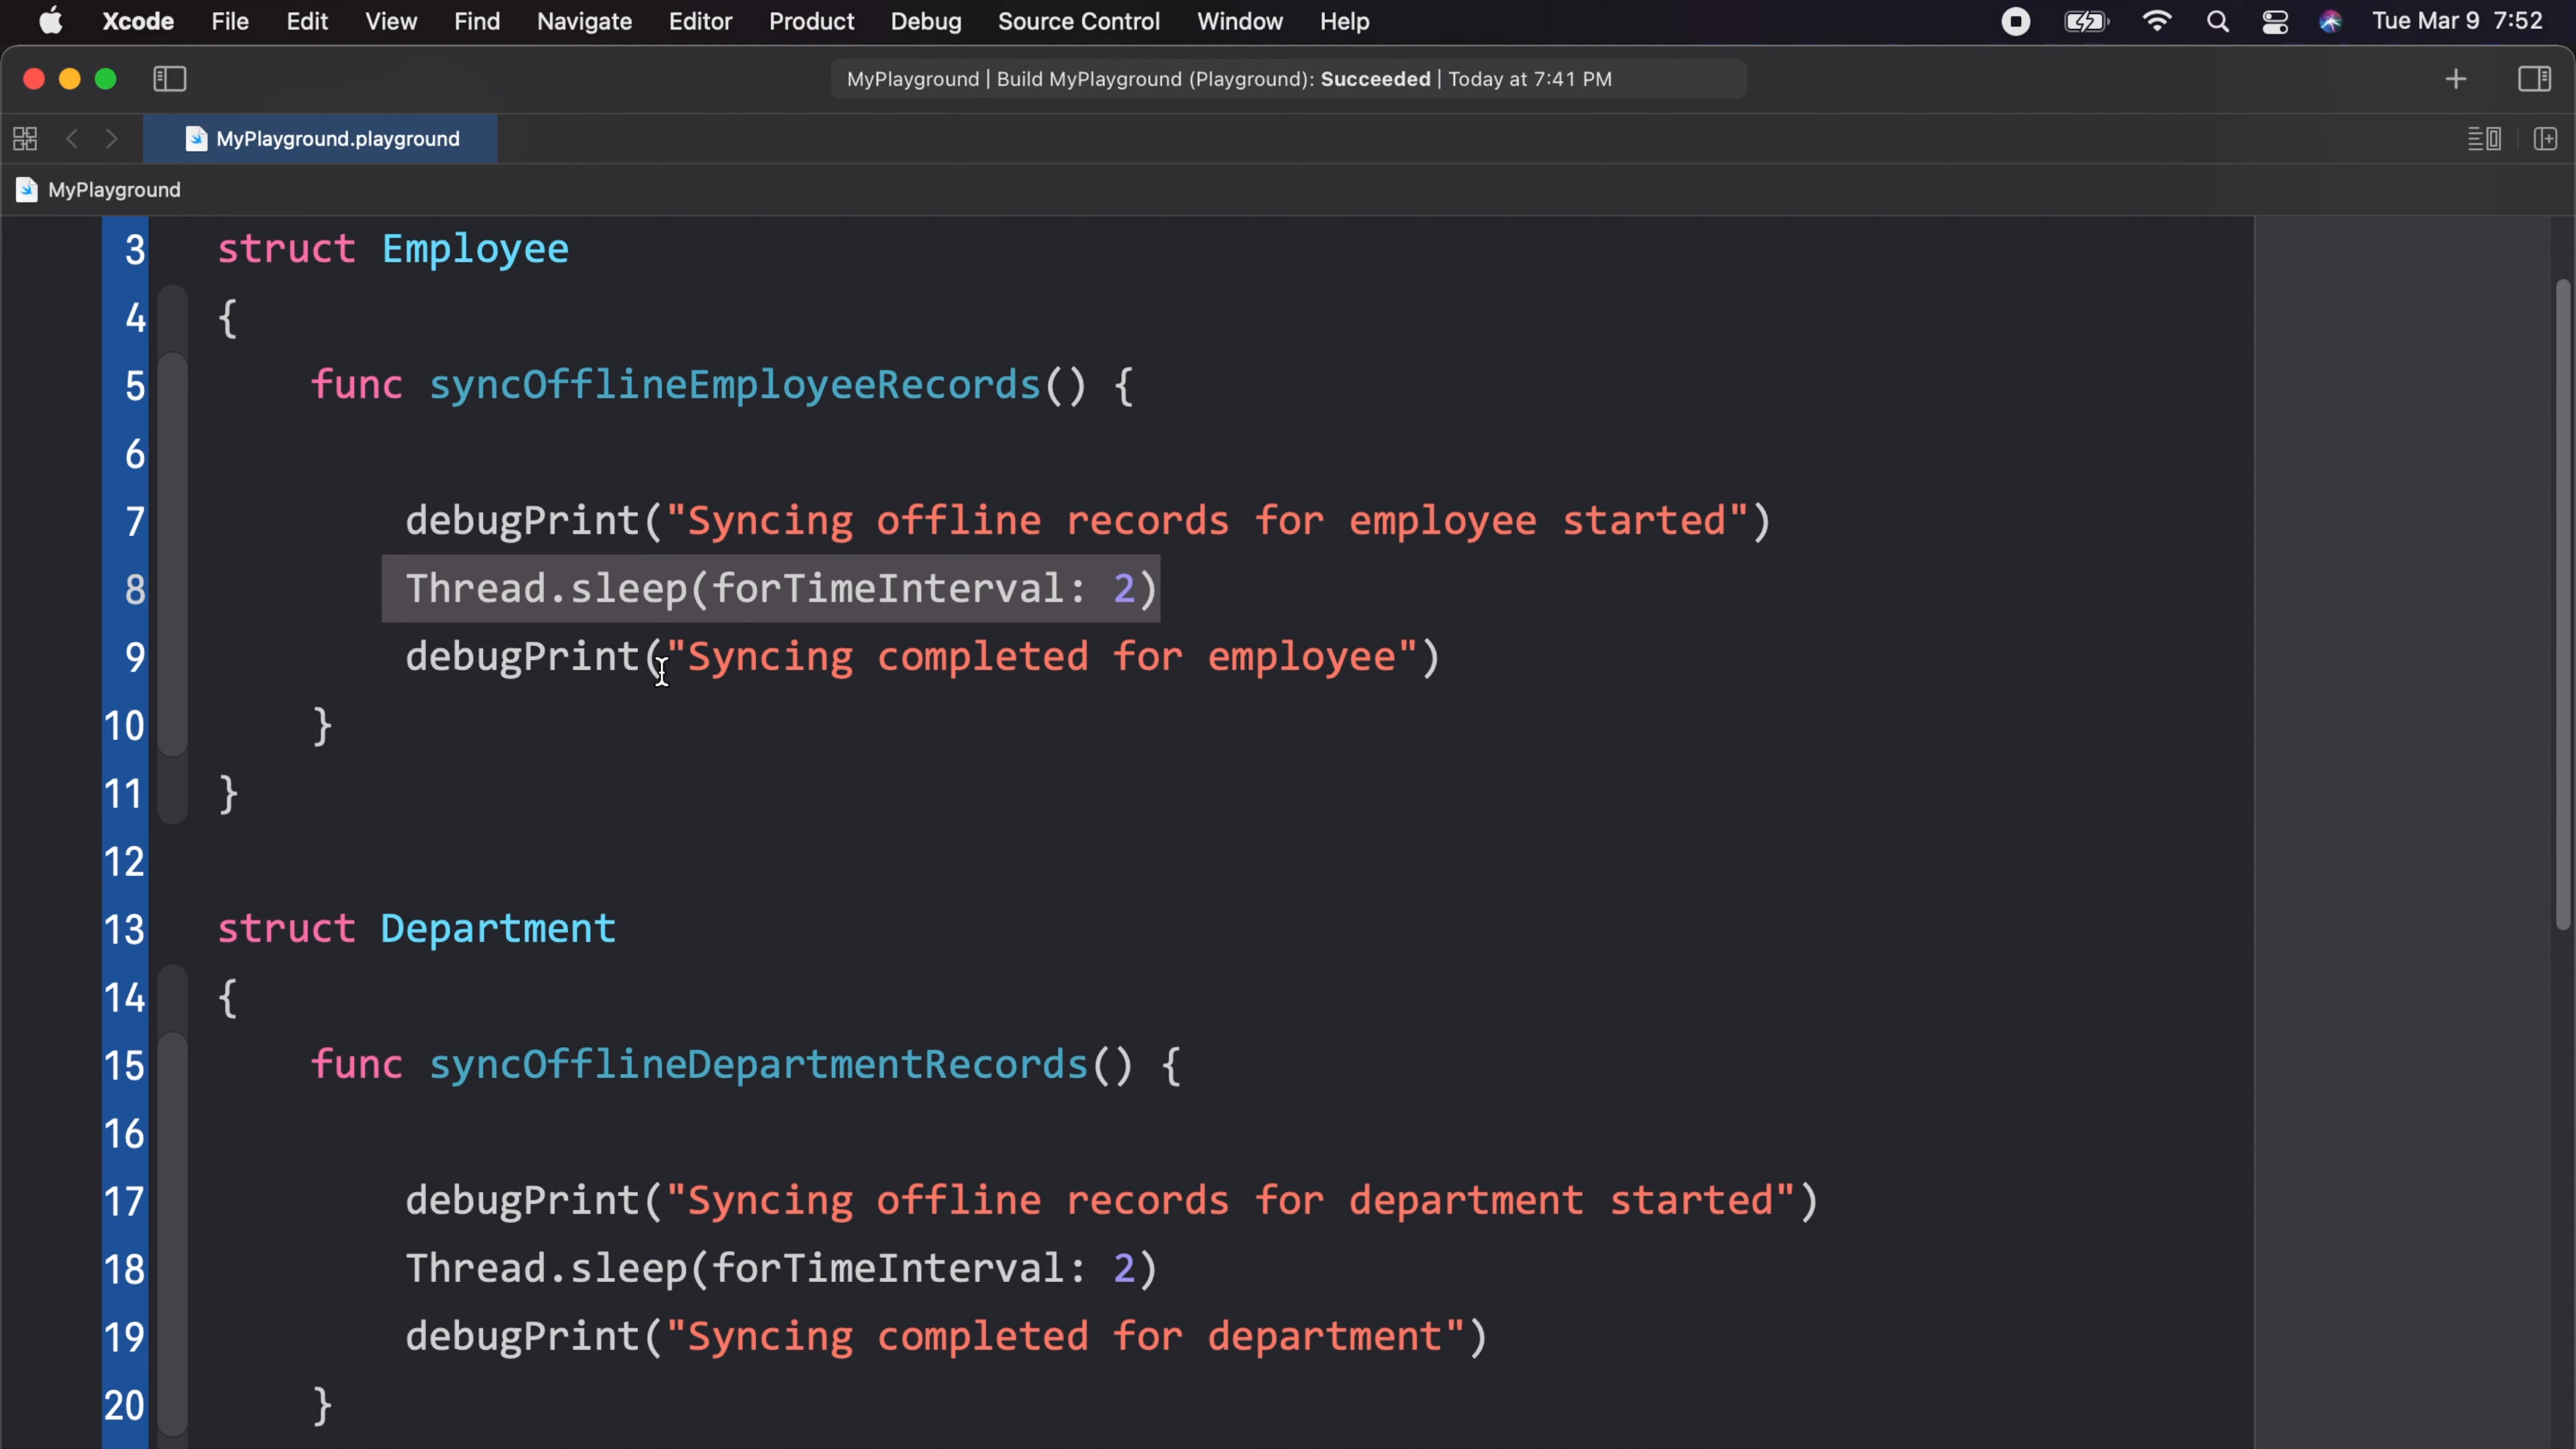 Xcode File Edit View Find Navigate Editor Product Debug Source Control Window Help Tue Mar 9 7:52
MyPlayground | Build MyPlayground (Playground): Succeeded | Today at 7:41 PM
MyPlayground.playground
MyPlayground
3 struct Employee
4 {
5 func syncOfflineEmployeeRecords() {
6
7 debugPrint("Syncing offline records for employee started")
8 Thread.sleep(forTimeInterval: 2)
9 debugPrint("Syncing completed for employee")
10 }
11 }
12
13 struct Department
14 {
15 func syncOfflineDepartmentRecords() {
16
17 debugPrint("Syncing offline records for department started")
18 Thread.sleep(forTimeInterval: 2)
19 debugPrint("Syncing completed for department")
20 }